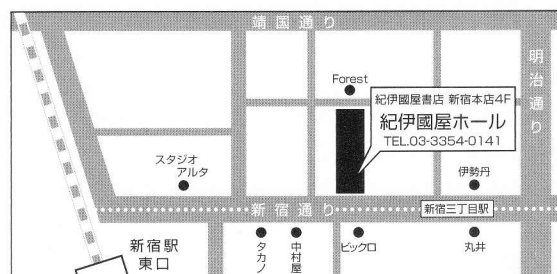 靖国通り
明治通り
Forest
紀伊國屋書店 新宿本店4F
紀伊國屋ホール
TEL.03-3354-0141
スタジオ
アルタ
伊勢丹
新宿通り
新宿三丁目駅
新宿駅
東口
タカノ
中村屋
ビックロ
丸井